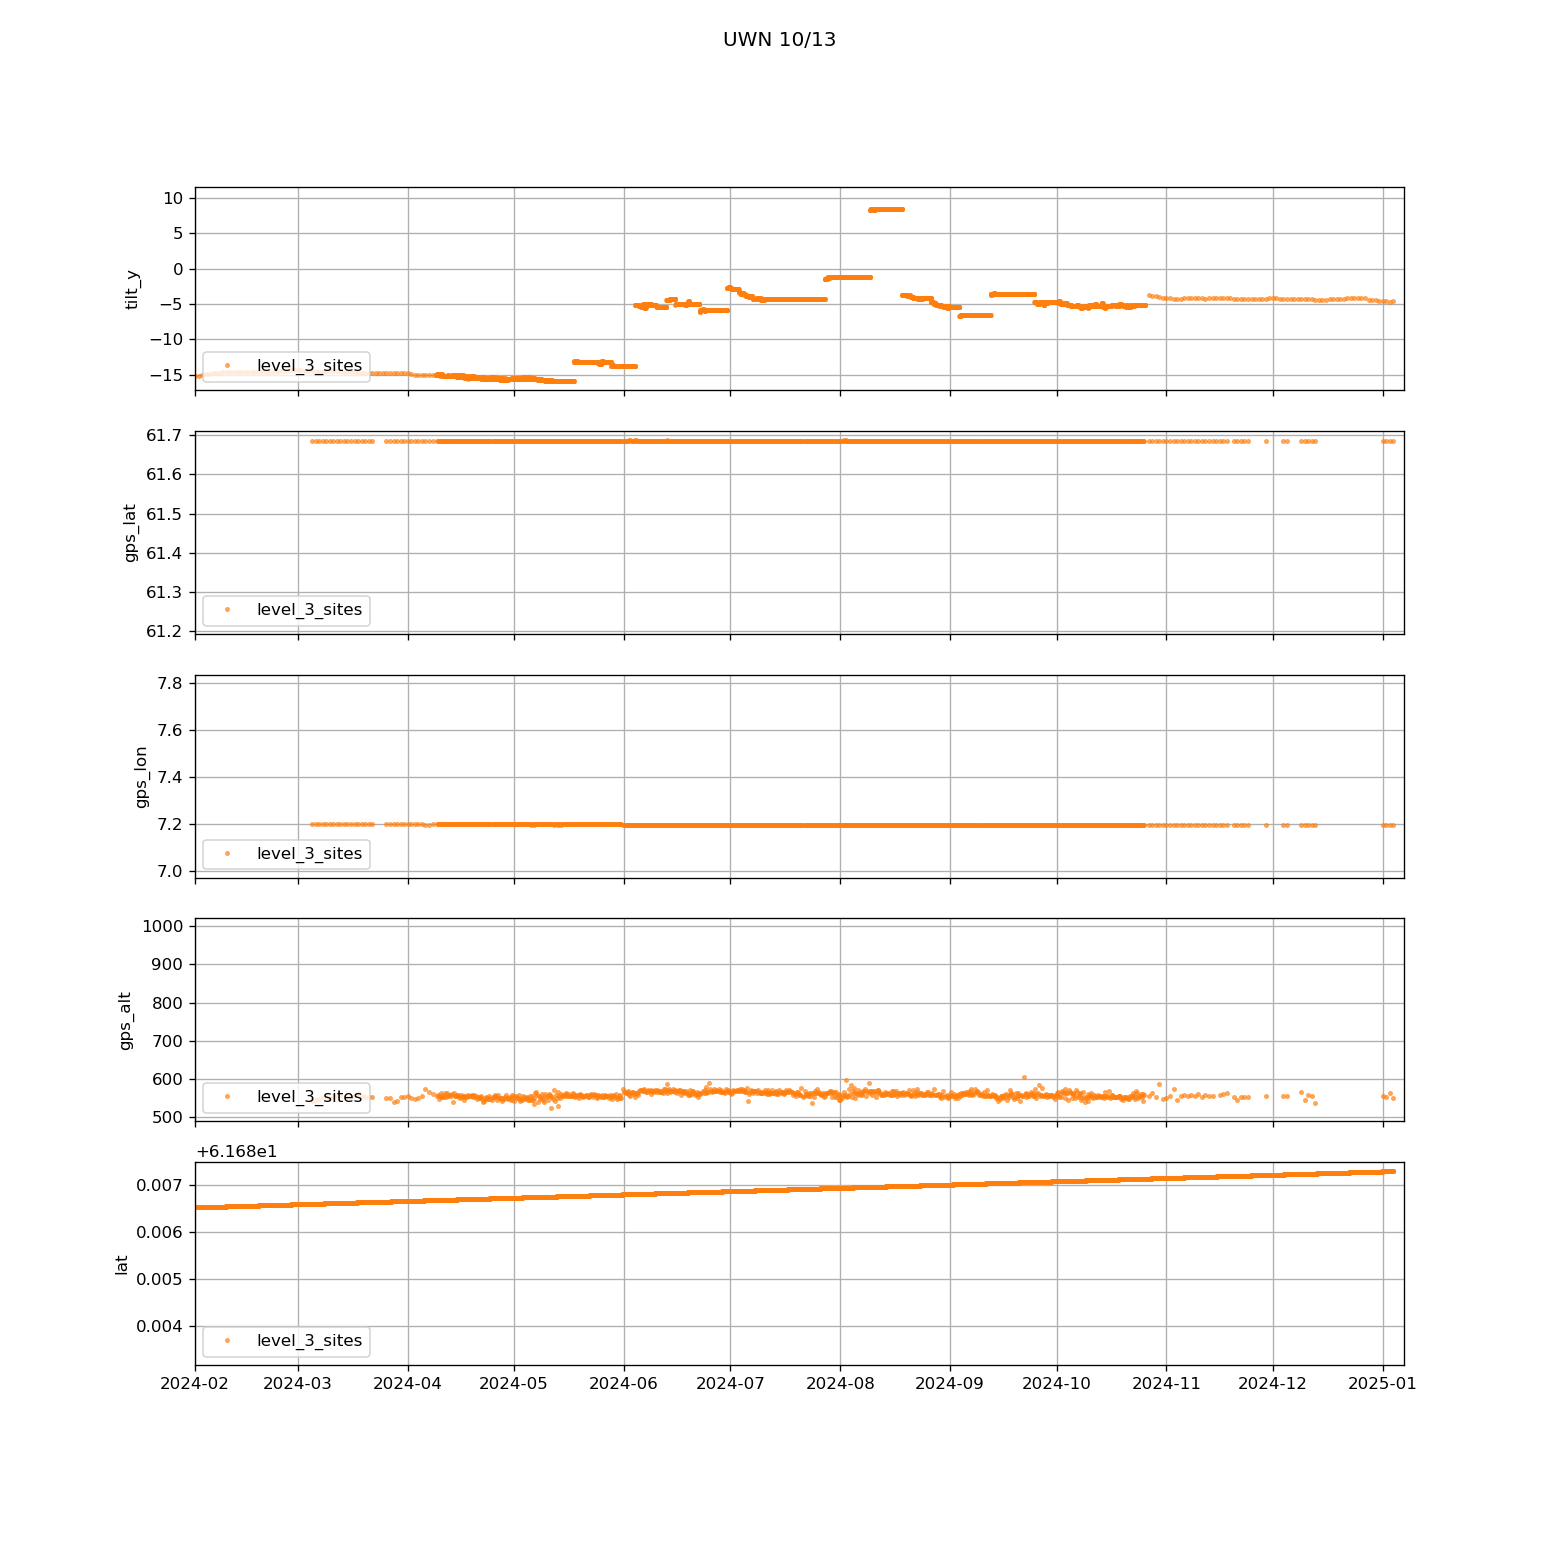 UWN 10/13
10
5
0
−5
−10
−15
tilt_y
level_3_sites
61.7
61.6
61.5
61.4
61.3
61.2
gps_lat
level_3_sites
7.8
7.6
7.4
7.2
7.0
gps_lon
level_3_sites
1000
900
800
700
600
500
gps_alt
level_3_sites
+6.168e1
0.007
0.006
0.005
0.004
lat
level_3_sites
2024-02 2024-03 2024-04 2024-05 2024-06 2024-07 2024-08 2024-09 2024-10 2024-11 2024-12 2025-01